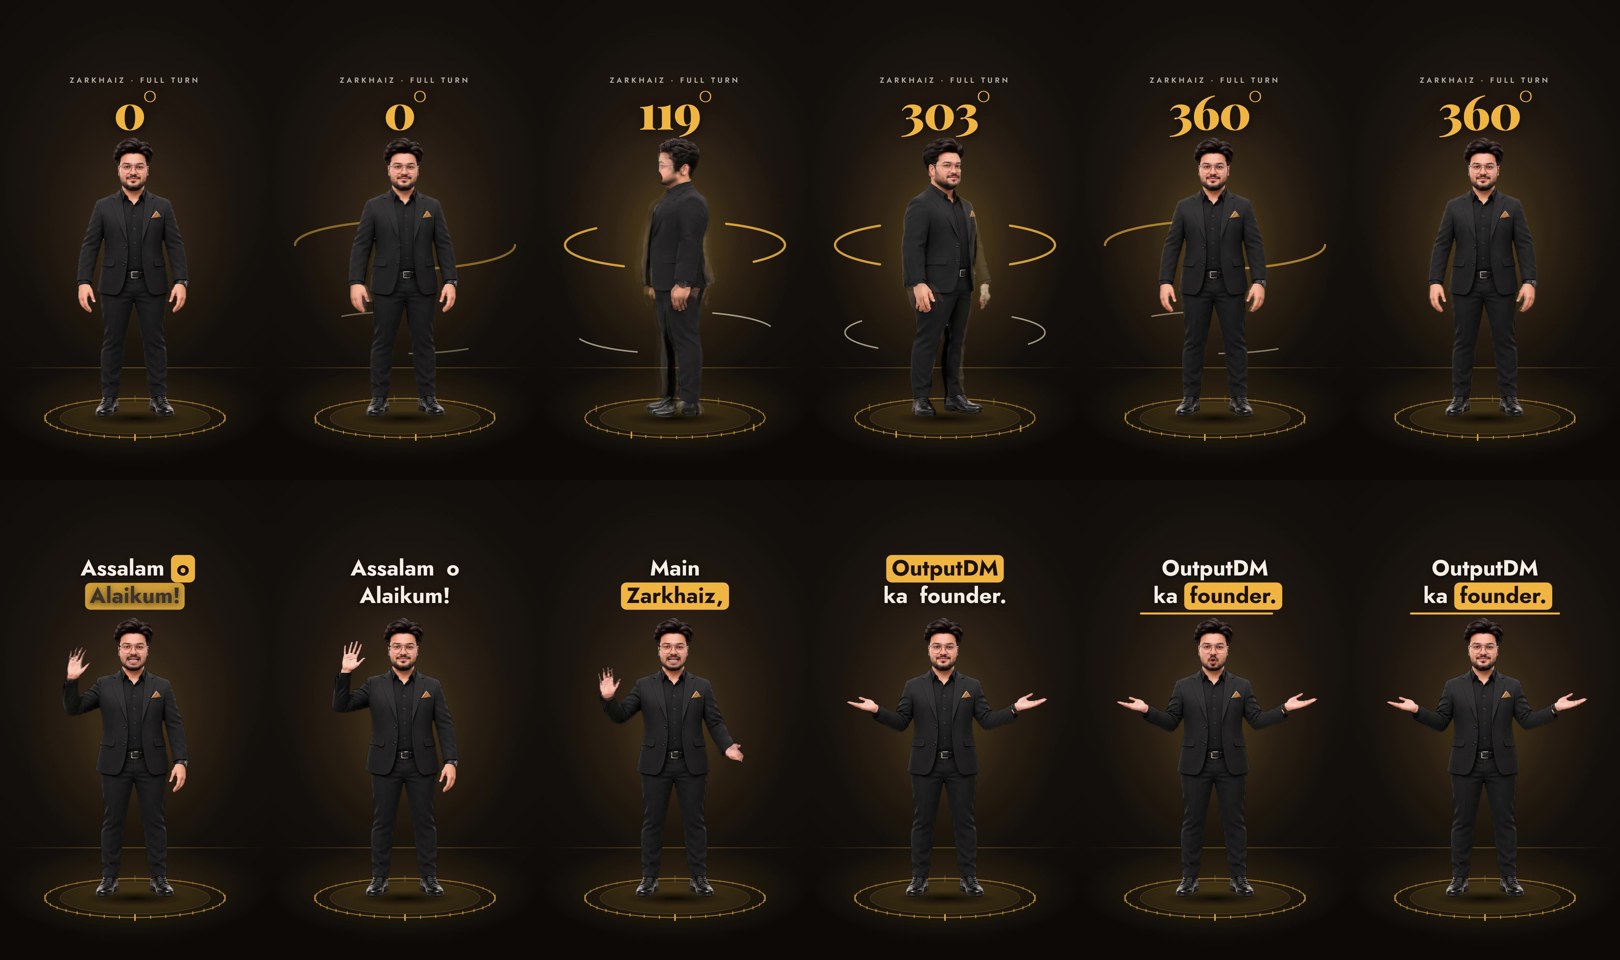 ZARKHAIZ · FULL TURN
0°
ZARKHAIZ · FULL TURN
0°
ZARKHAIZ · FULL TURN
119°
ZARKHAIZ · FULL TURN
303°
ZARKHAIZ · FULL TURN
360°
ZARKHAIZ · FULL TURN
360°
Assalam o
Alaikum!
Assalam o
Alaikum!
Main
Zarkhaiz,
OutputDM
ka founder.
OutputDM
ka founder.
OutputDM
ka founder.